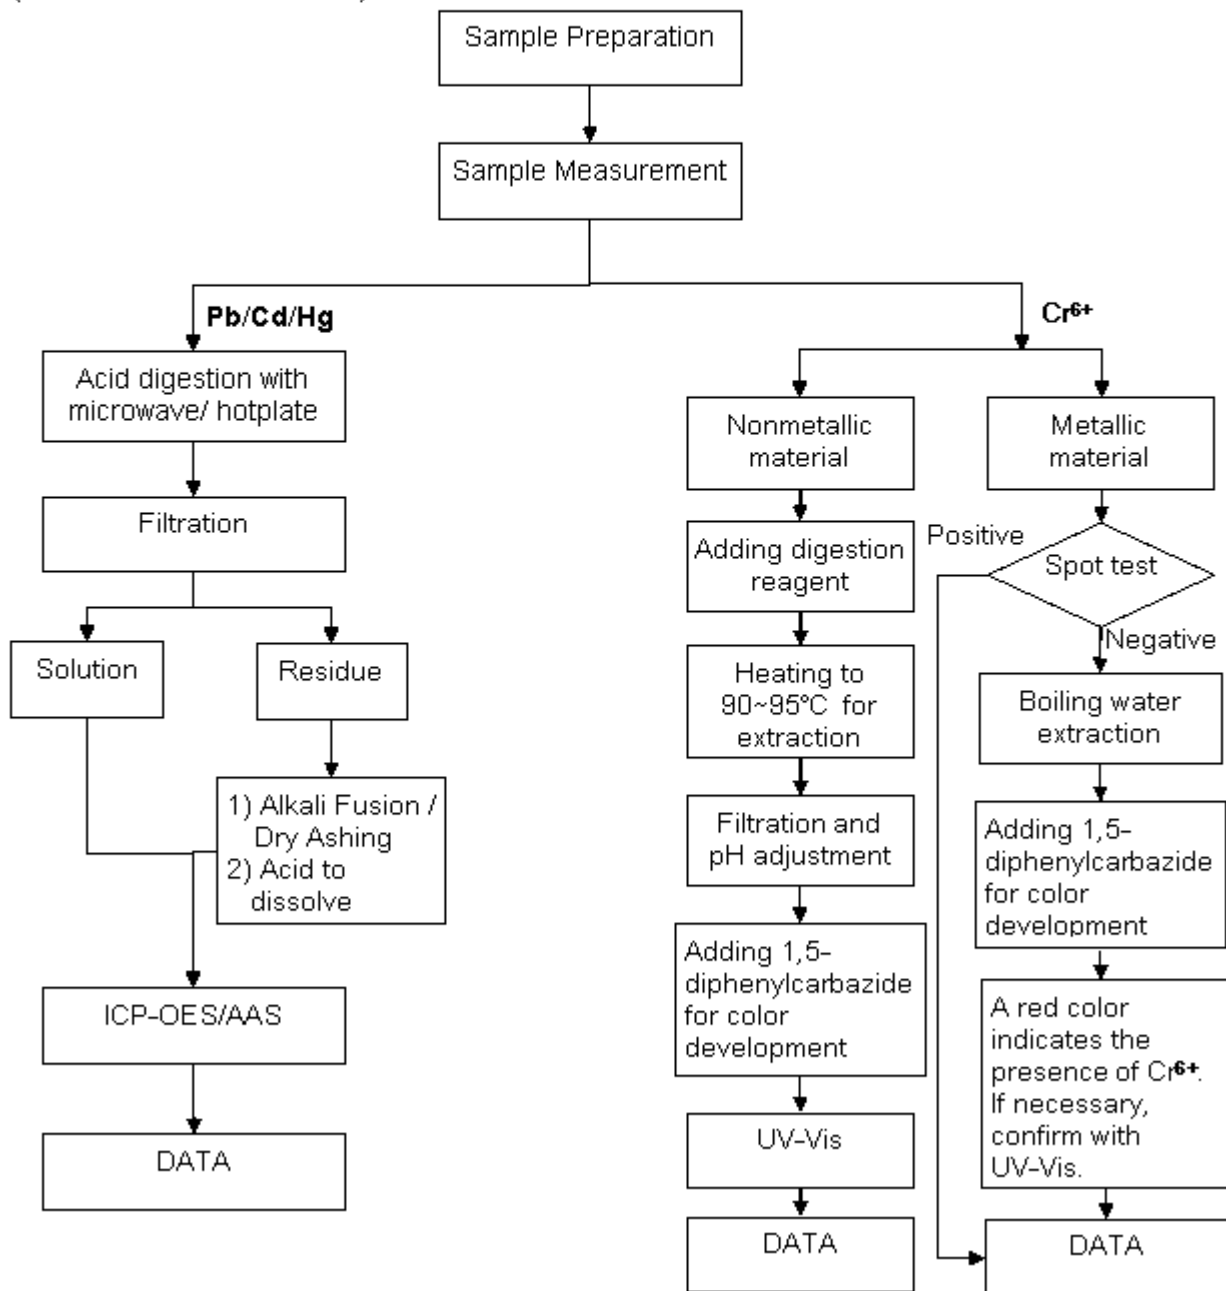 Sample Preparation
Sample Measurement
Pb/Cd/Hg
Cr⁶⁺
Acid digestion with
microwave/ hotplate
Filtration
Solution
Residue
1) Alkali Fusion /
Dry Ashing
2) Acid to
dissolve
ICP-OES/AAS
DATA
Nonmetallic
material
Adding digestion
reagent
Heating to
90~95°C for
extraction
Filtration and
pH adjustment
Adding 1,5-
diphenylcarbazide
for color
development
UV-Vis
DATA
Metallic
material
Positive
Spot test
Negative
Boiling water
extraction
Adding 1,5-
diphenylcarbazide
for color
development
A red color
indicates the
presence of Cr⁶⁺.
If necessary,
confirm with
UV-Vis.
DATA